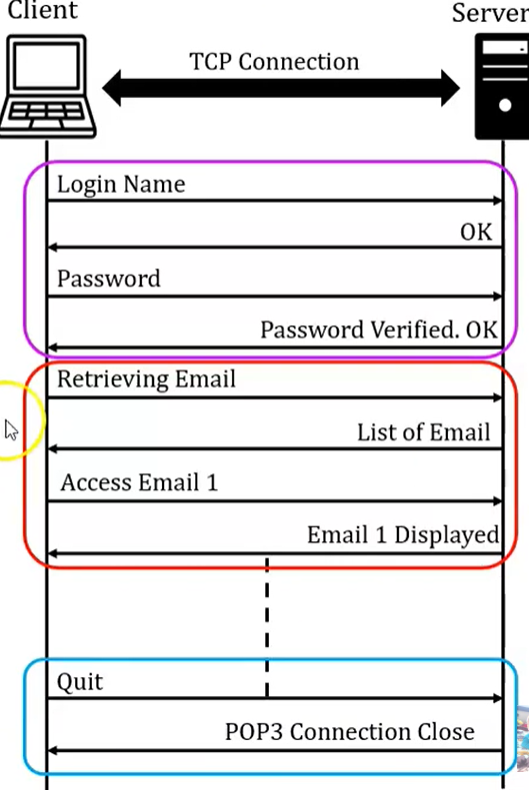 Client
Server
TCP Connection
Login Name
OK
Password
Password Verified. OK
Retrieving Email
List of Email
Access Email 1
Email 1 Displayed
Quit
POP3 Connection Close